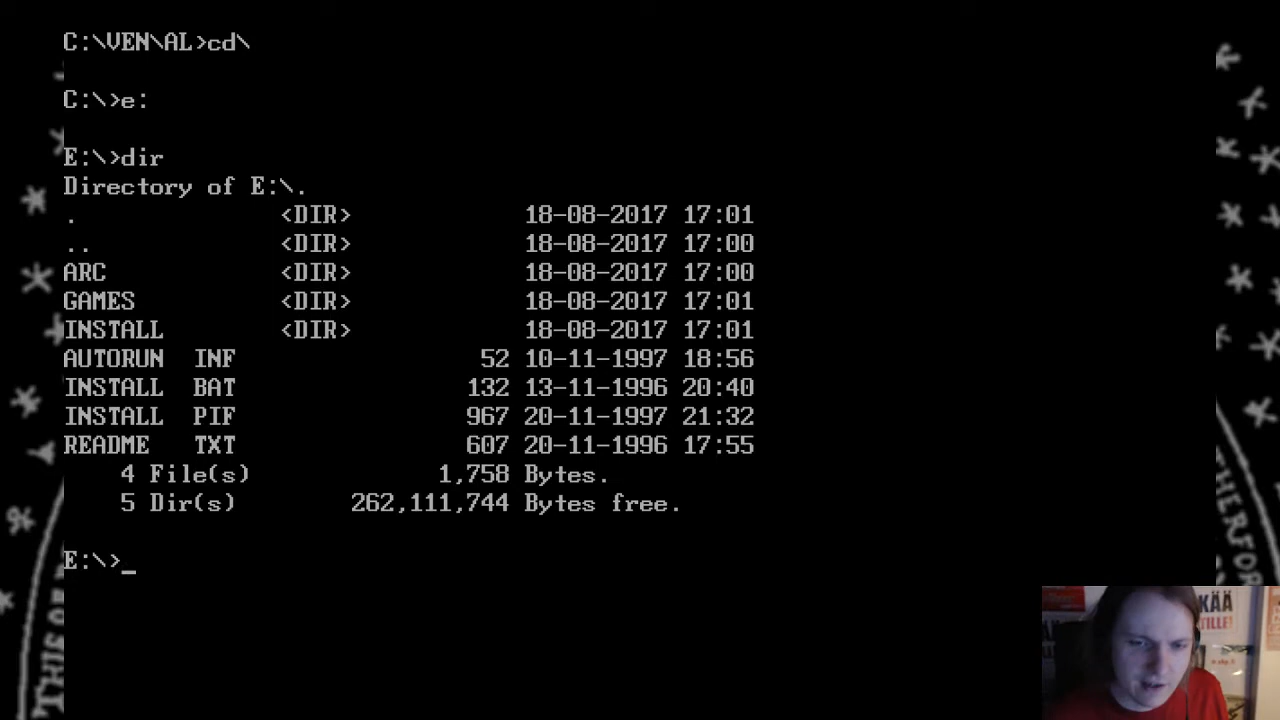 C:\VEN\AL>cd\
C:\>e:
E:\>dir
Directory of E:\.
. <DIR> 18-08-2017 17:01
.. <DIR> 18-08-2017 17:00
ARC <DIR> 18-08-2017 17:00
GAMES <DIR> 18-08-2017 17:01
INSTALL <DIR> 18-08-2017 17:01
AUTORUN INF 52 10-11-1997 18:56
INSTALL BAT 132 13-11-1996 20:40
INSTALL PIF 967 20-11-1997 21:32
README TXT 607 20-11-1996 17:55
4 File(s) 1,758 Bytes.
5 Dir(s) 262,111,744 Bytes free.
E:\>_
THEREFOR
KÄÄ
TILLE!